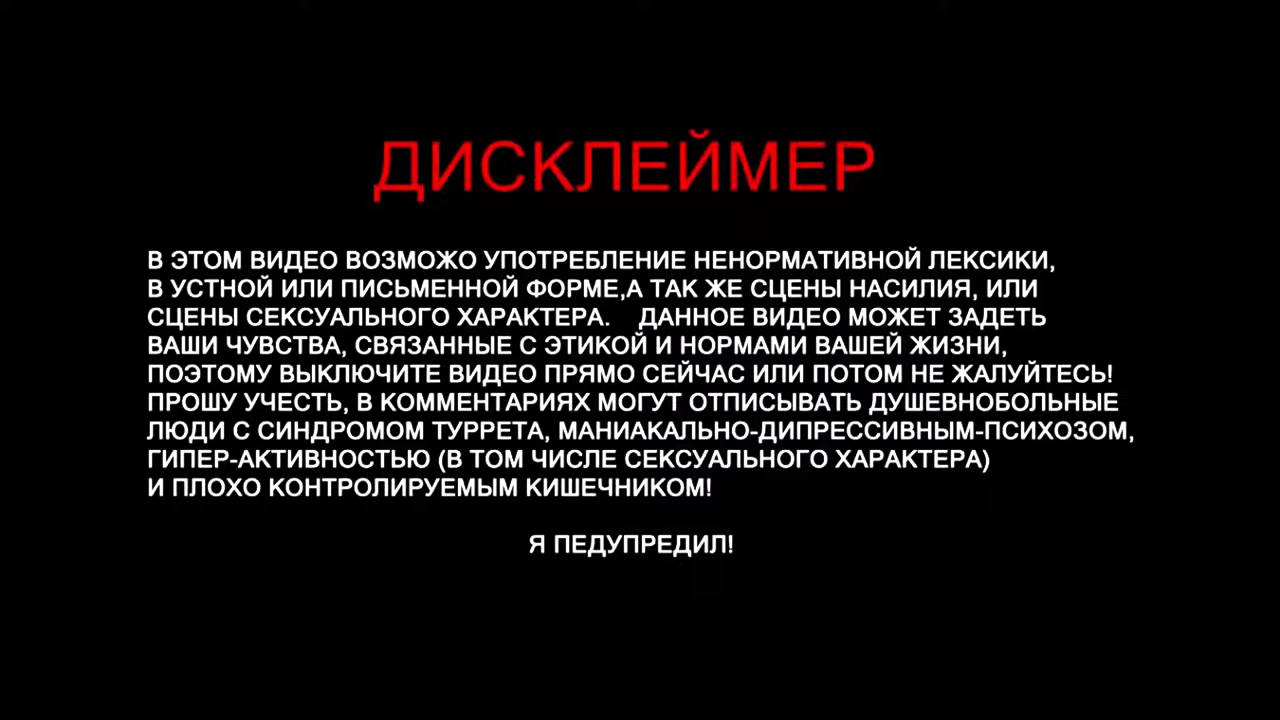 ДИСКЛЕЙМЕР
В ЭТОМ ВИДЕО ВОЗМОЖО УПОТРЕБЛЕНИЕ НЕНОРМАТИВНОЙ ЛЕКСИКИ,
В УСТНОЙ ИЛИ ПИСЬМЕННОЙ ФОРМЕ,А ТАК ЖЕ СЦЕНЫ НАСИЛИЯ, ИЛИ
СЦЕНЫ СЕКСУАЛЬНОГО ХАРАКТЕРА. ДАННОЕ ВИДЕО МОЖЕТ ЗАДЕТЬ
ВАШИ ЧУВСТВА, СВЯЗАННЫЕ С ЭТИКОЙ И НОРМАМИ ВАШЕЙ ЖИЗНИ,
ПОЭТОМУ ВЫКЛЮЧИТЕ ВИДЕО ПРЯМО СЕЙЧАС ИЛИ ПОТОМ НЕ ЖАЛУЙТЕСЬ!
ПРОШУ УЧЕСТЬ, В КОММЕНТАРИЯХ МОГУТ ОТПИСЫВАТЬ ДУШЕВНОБОЛЬНЫЕ
ЛЮДИ С СИНДРОМОМ ТУРРЕТА, МАНИАКАЛЬНО-ДИПРЕССИВНЫМ-ПСИХОЗОМ,
ГИПЕР-АКТИВНОСТЬЮ (В ТОМ ЧИСЛЕ СЕКСУАЛЬНОГО ХАРАКТЕРА)
И ПЛОХО КОНТРОЛИРУЕМЫМ КИШЕЧНИКОМ!
Я ПЕДУПРЕДИЛ!